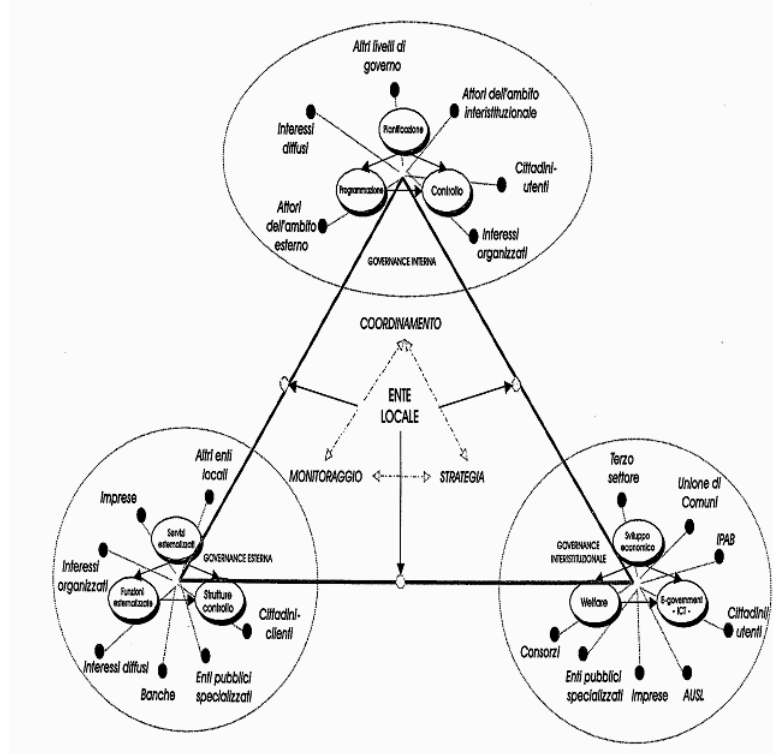 Altri livelli di
governo
Attori dell'ambito
interistituzionale
Interessi
diffusi
Pianificazione
Cittadini-
utenti
Programmazione
Controllo
Attori
dell'ambito
esterno
Interessi
organizzati
GOVERNANCE INTERNA
COORDINAMENTO
ENTE
LOCALE
MONITORAGGIO
STRATEGIA
Altri enti
locali
Imprese
Servizi
esternalizzati
GOVERNANCE ESTERNA
Interessi
organizzati
Funzioni
esternalizzate
Strutture
controllo
Cittadini-
clienti
Interessi diffusi
Banche
Enti pubblici
specializzati
Terzo
settore
Unione di
Comuni
Sviluppo
economico
IPAB
GOVERNANCE
INTERISTITUZIONALE
Welfare
E-government
- ICT -
Cittadini/
utenti
Consorzi
Enti pubblici
specializzati
Imprese
AUSL